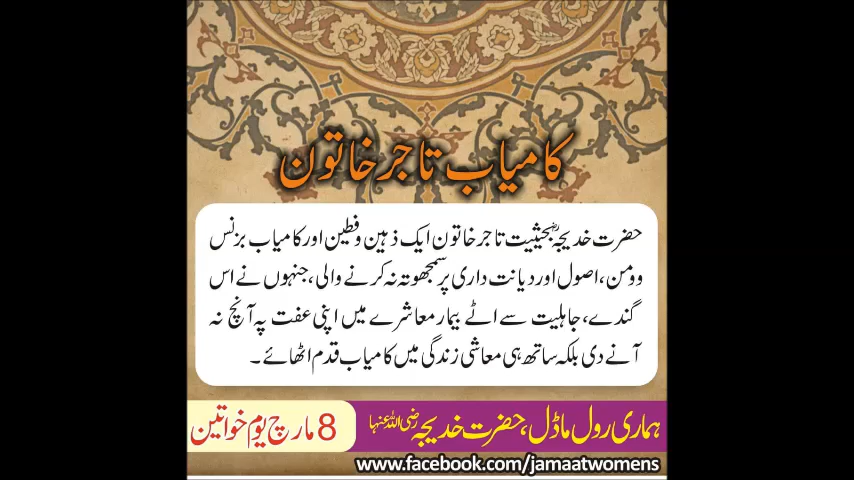 کامیاب تاجر خاتون
حضرت خدیجہؓ بحیثیت تاجر خاتون ایک ذہین و فطین اور کامیاب بزنس
وومن، اصول اور دیانت داری پر سمجھوتہ نہ کرنے والی، جنہوں نے اس
گندے، جاہلیت سے اٹے بیمار معاشرے میں اپنی عفت پہ آنچ نہ
آنے دی بلکہ ساتھ ہی معاشی زندگی میں کامیاب قدم اٹھائے ۔
ہماری رول ماڈل، حضرت خدیجہ رضی اللہ عنہا
8 مارچ یوم خواتین
www.facebook.com/jamaatwomens